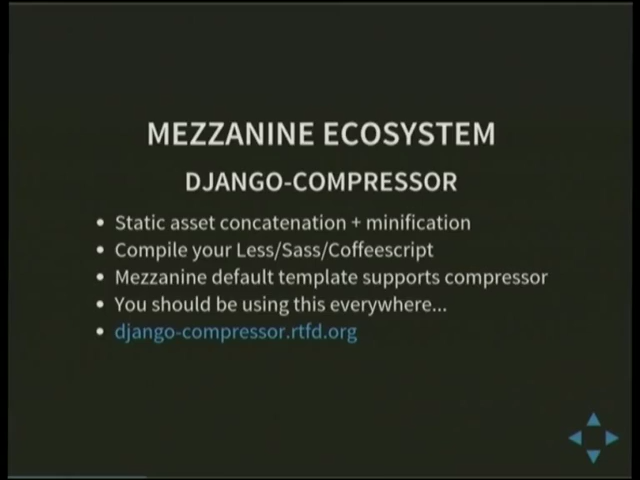 MEZZANINE ECOSYSTEM
DJANGO-COMPRESSOR
• Static asset concatenation + minification
• Compile your Less/Sass/Coffeescript
• Mezzanine default template supports compressor
• You should be using this everywhere...
• django-compressor.rtfd.org